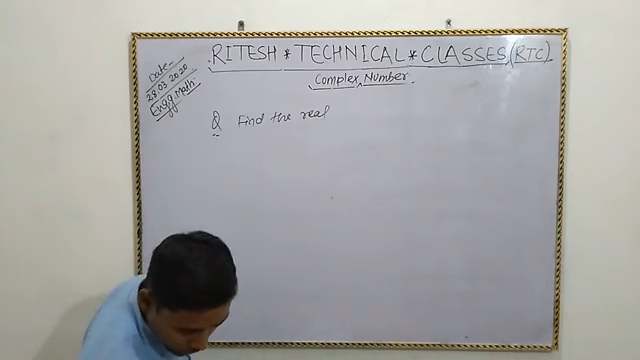 RITESH * TECHNICAL * CLASSES (RTC)
Complex Number
Date-
28.03.2020
Engg. Math
Q Find the real